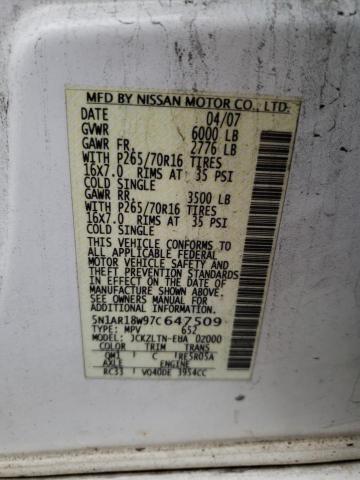 MFD BY NISSAN MOTOR CO., LTD.
DATE 04/07
GVWR 6000 LB
GAWR FR. 2776 LB
WITH P265/70R16 TIRES
16X7.0 RIMS AT 35 PSI
COLD SINGLE
GAWR RR. 3500 LB
WITH P265/70R16 TIRES
16X7.0 RIMS AT 35 PSI
COLD SINGLE
THIS VEHICLE CONFORMS TO
ALL APPLICABLE FEDERAL
MOTOR VEHICLE SAFETY AND
THEFT PREVENTION STANDARDS
IN EFFECT ON THE DATE OF
MANUFACTURE SHOWN ABOVE.
SEE OWNERS MANUAL FOR
ADDITIONAL INFORMATION.
5N1AR18W97C647509
TYPE: MPV 652
MODEL: JCKZLTN-EUA 02000
COLOR TRIM TRANS
QM1 C RE5R05A
AXLE ENGINE
RC33 VQ40DE 3954CC